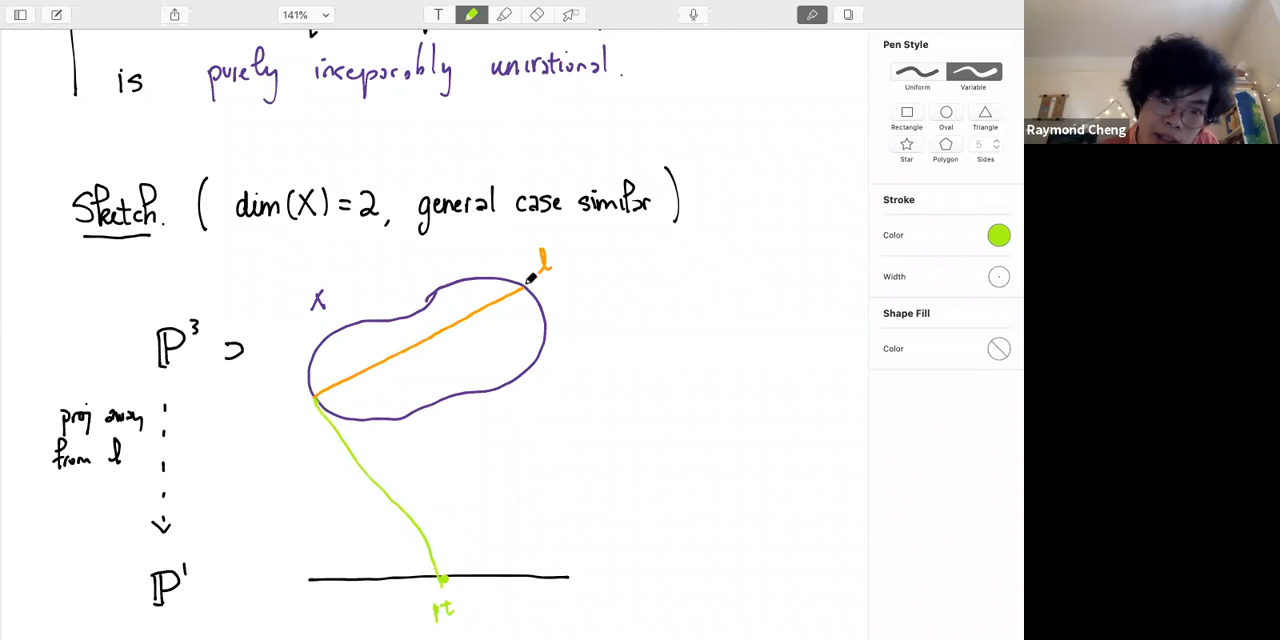 141%
T
is purely inseparably unirational.
Sketch. ( dim(X) = 2, general case similar )
l
X
ℙ³ ⊃
proj away
from l
ℙ¹
pt
Pen Style
Uniform Variable
Rectangle Oval Triangle
5
Star Polygon Sides
Stroke
Color
Width
Shape Fill
Color
Raymond Cheng